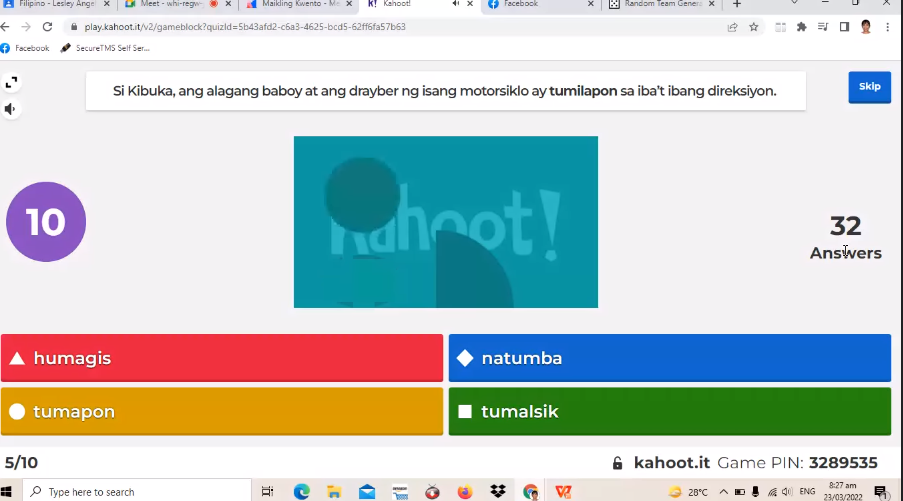 Filipino - Lesley Angel
Meet - whi-regw-
Maikling Kwento - Men
Kahoot!
Facebook
Random Team Genera
play.kahoot.it/v2/gameblock?quizId=5b43afd2-c6a3-4625-bcd5-62ff6fa57b63
Facebook
SecureTMS Self Ser...
Si Kibuka, ang alagang baboy at ang drayber ng isang motorsiklo ay tumilapon sa iba't ibang direksiyon.
Skip
10
Kahoot!
32
Answers
humagis
natumba
tumapon
tumalsik
5/10
kahoot.it Game PIN: 3289535
Type here to search
28°C
ENG
8:27 am
23/03/2022